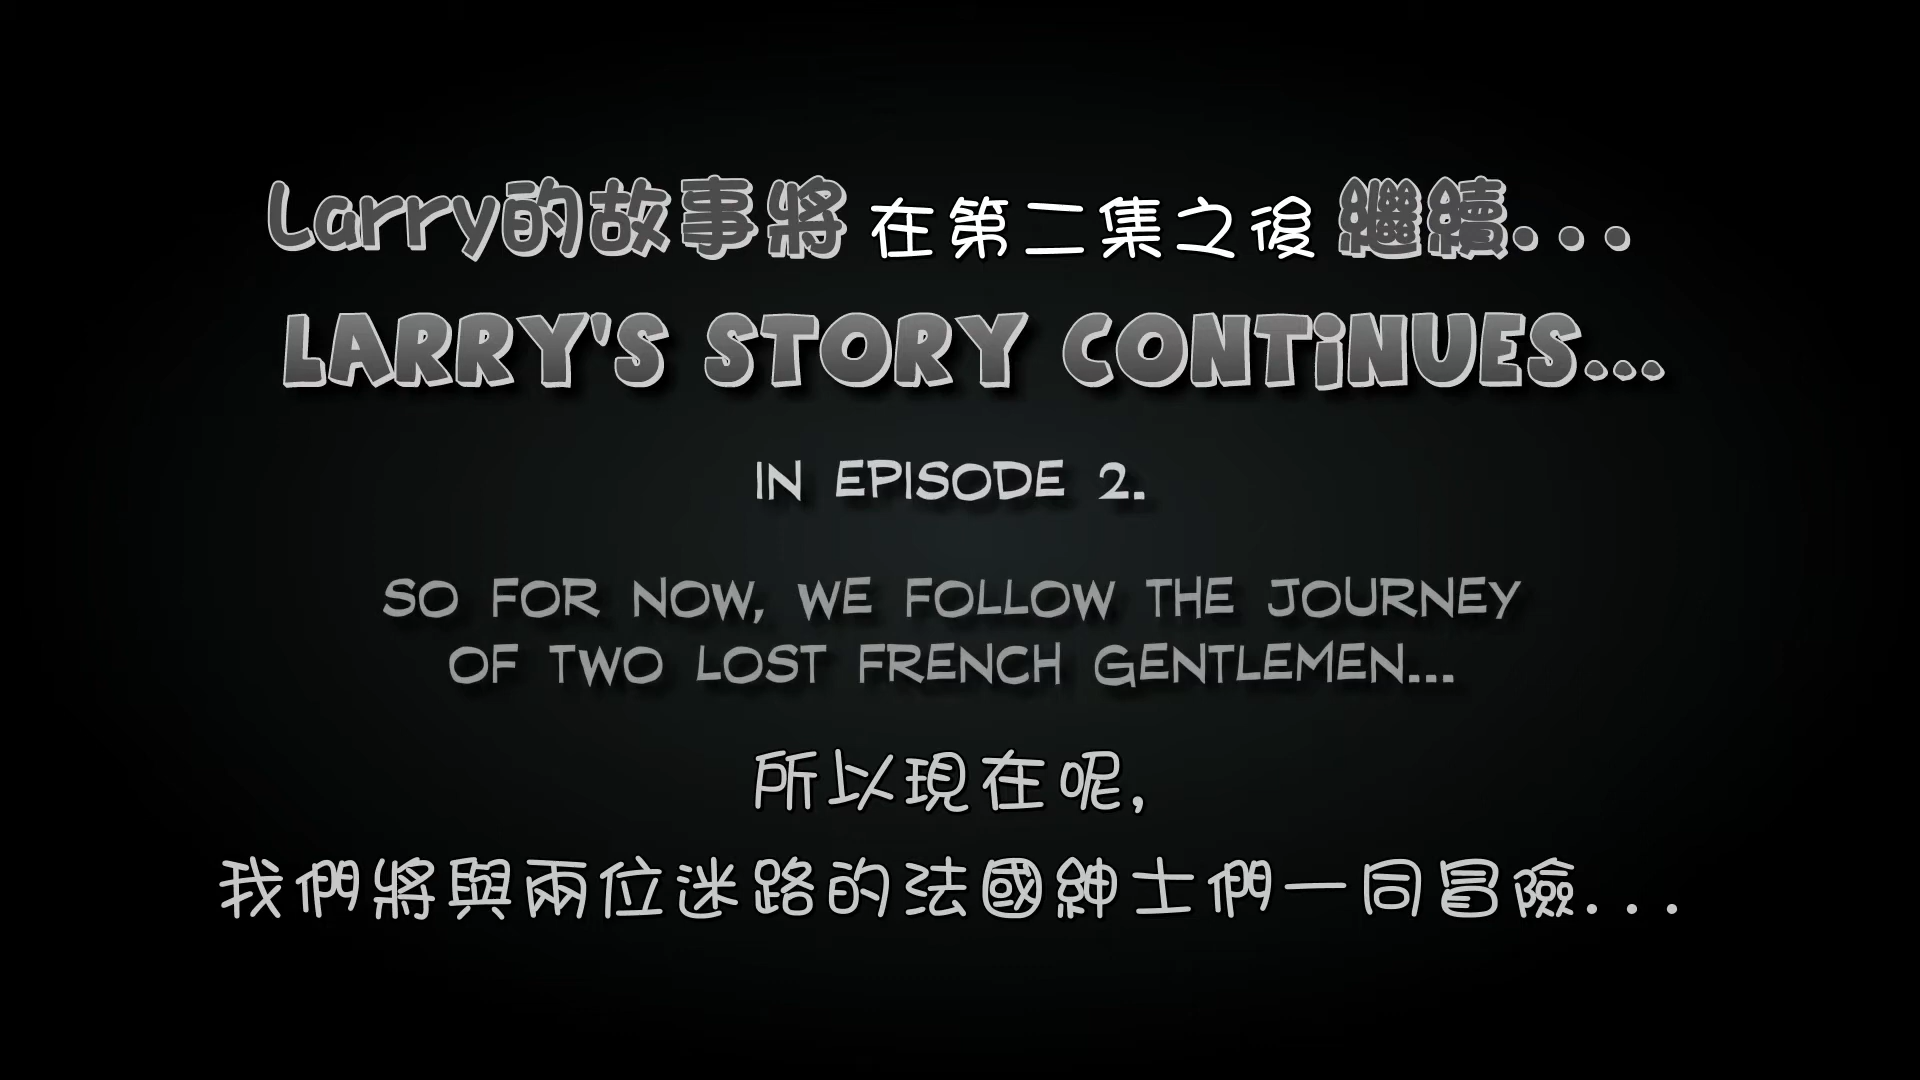 Larry的故事將 在第二集之後 繼續...
LARRY'S STORY CONTiNUES...
IN EPISODE 2.
SO FOR NOW, WE FOLLOW THE JOURNEY
OF TWO LOST FRENCH GENTLEMEN...
所以現在呢,
我們將與兩位迷路的法國紳士們一同冒險...